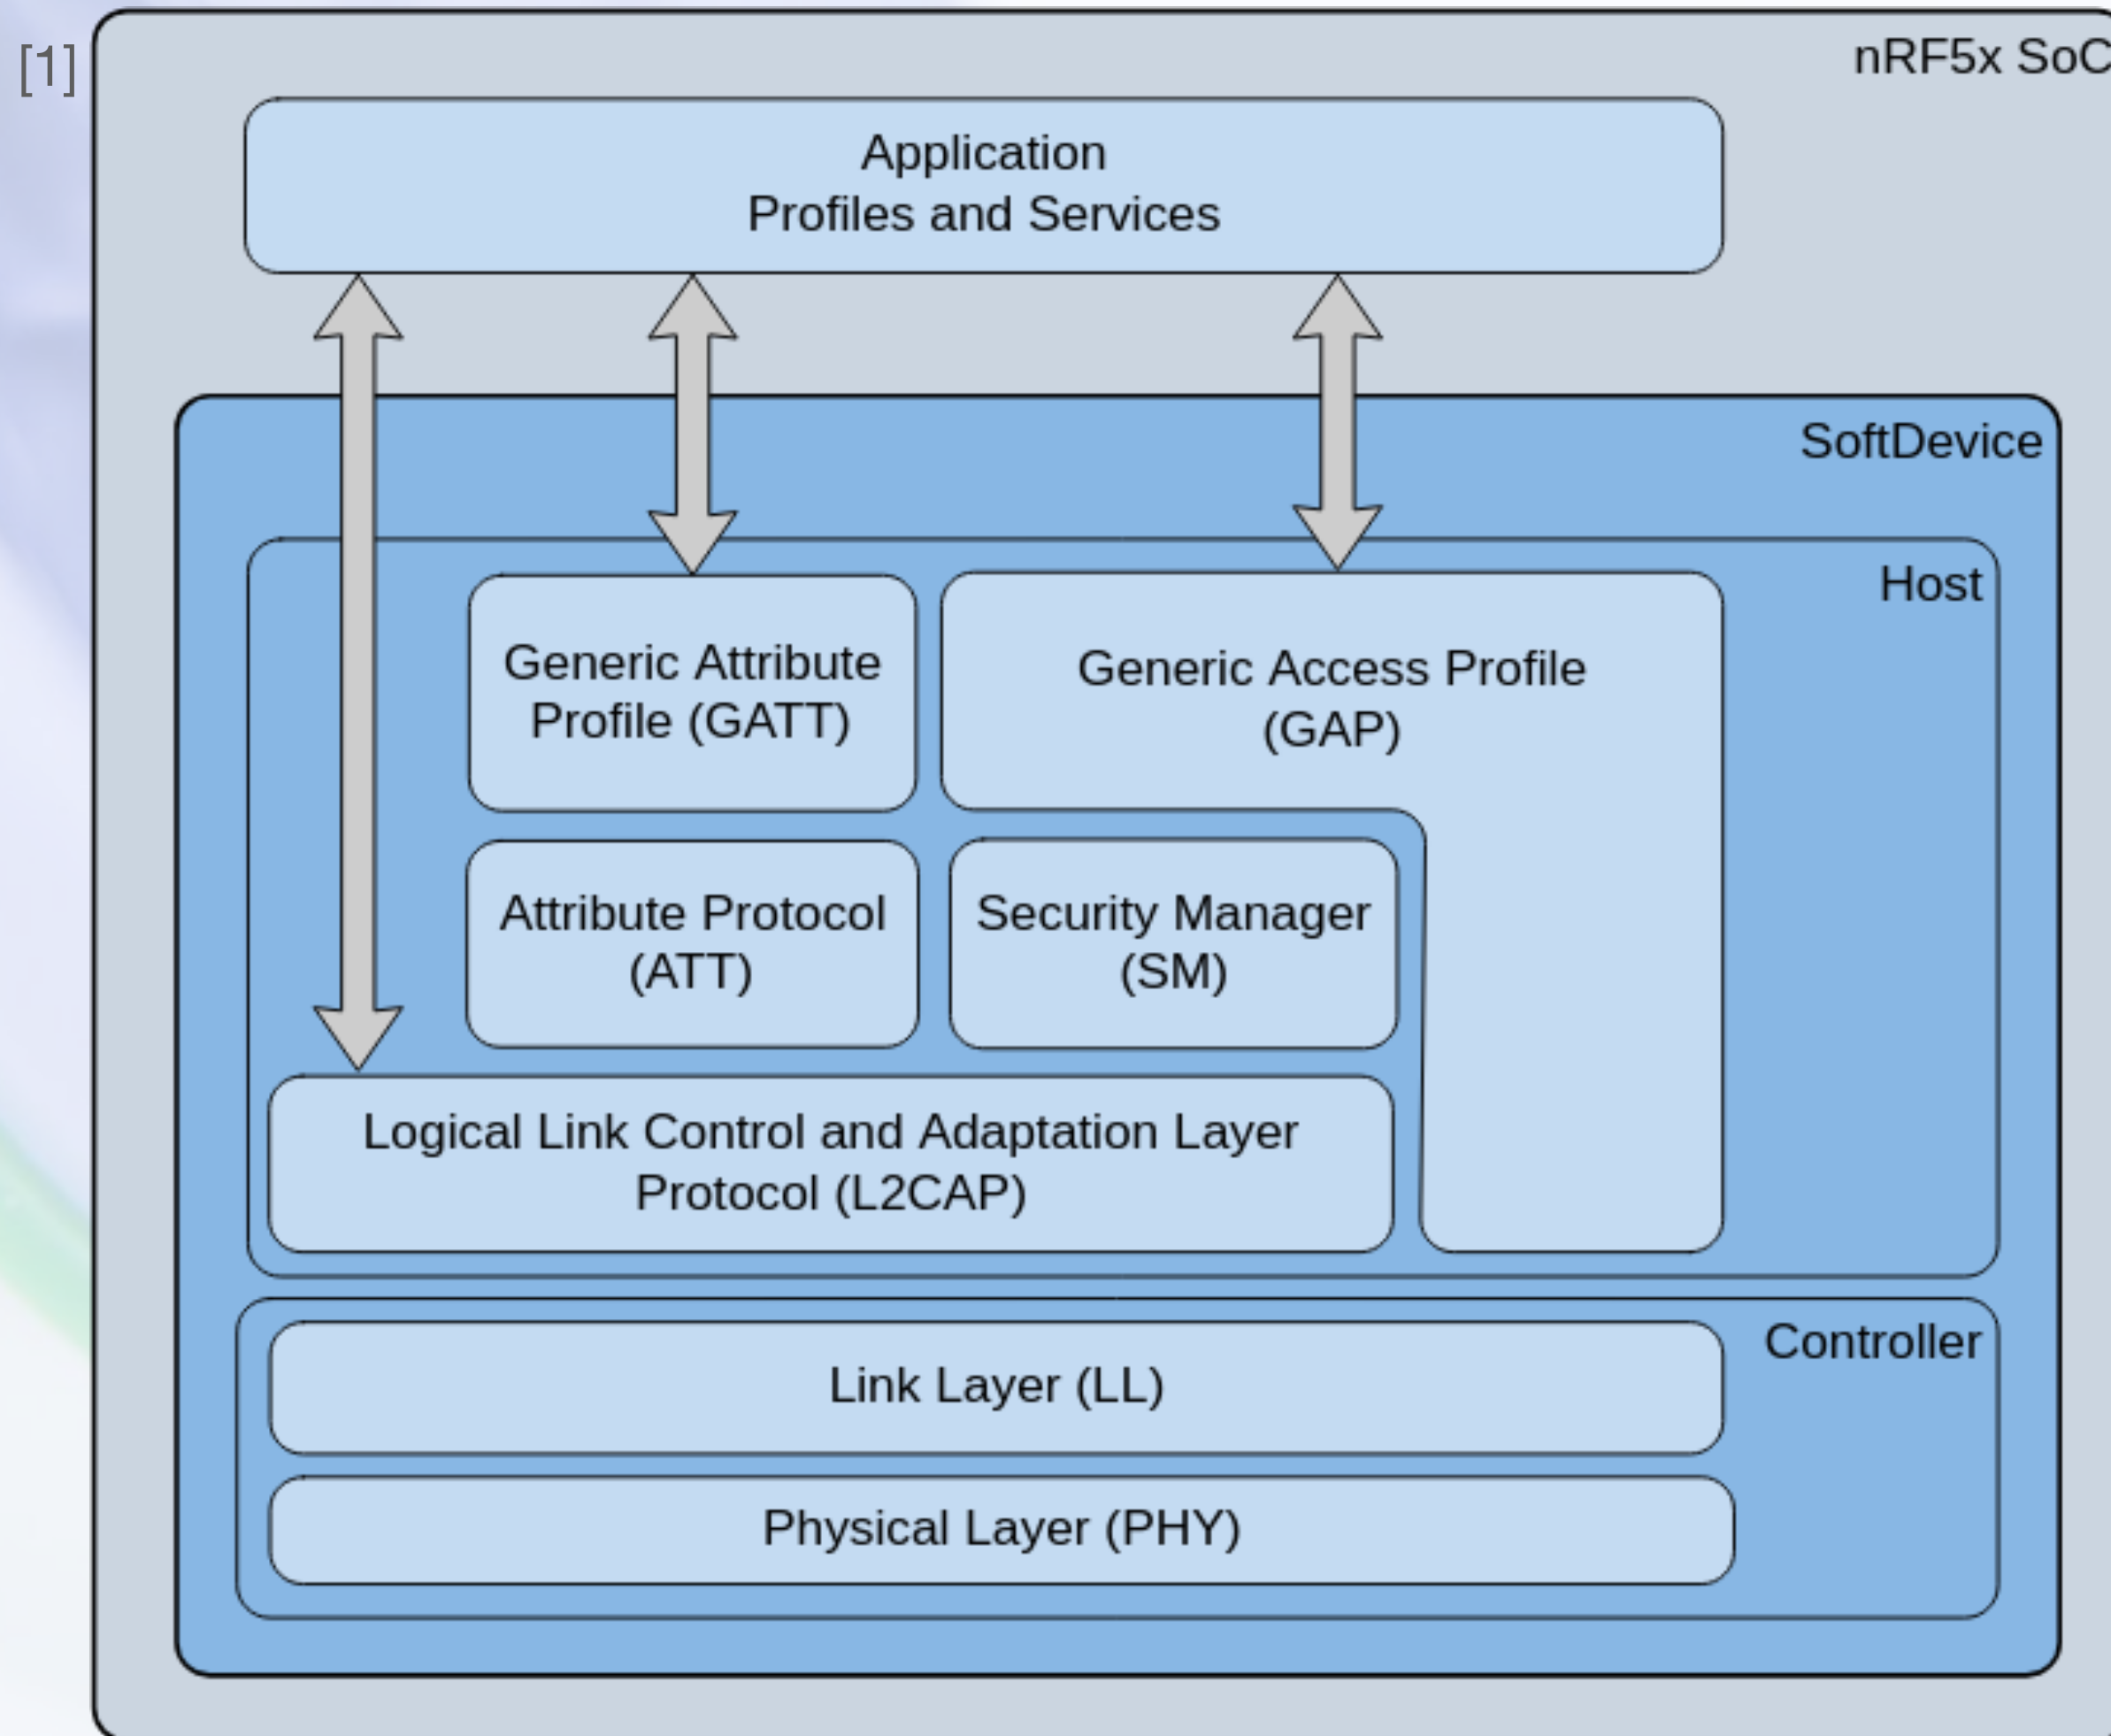 [1]
nRF5x SoC
Application
Profiles and Services
SoftDevice
Host
Generic Attribute
Profile (GATT)
Generic Access Profile
(GAP)
Attribute Protocol
(ATT)
Security Manager
(SM)
Logical Link Control and Adaptation Layer
Protocol (L2CAP)
Controller
Link Layer (LL)
Physical Layer (PHY)